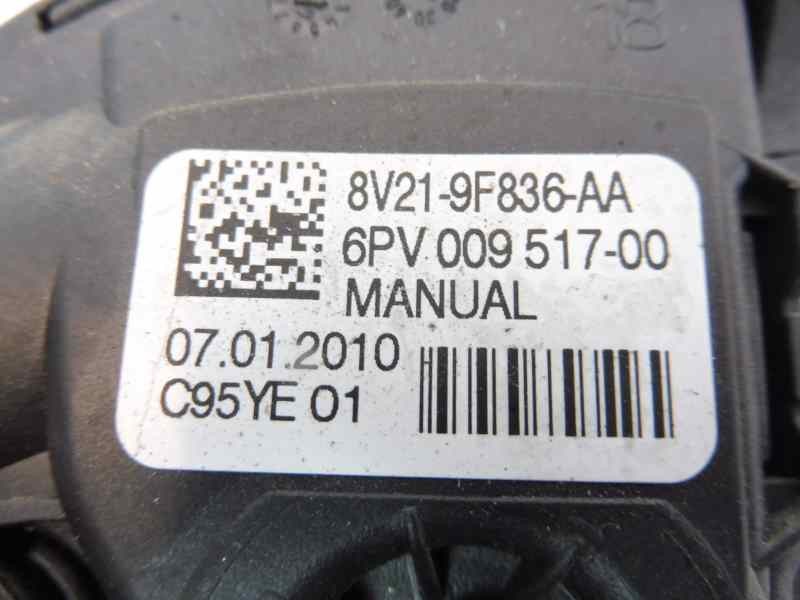 8V21-9F836-AA
6PV 009 517-00
MANUAL
07.01.2010
C95YE 01